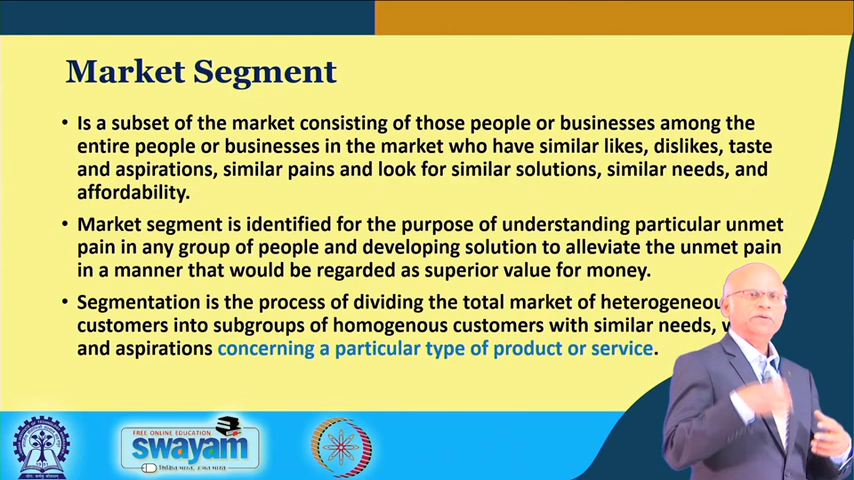 Market Segment
• Is a subset of the market consisting of those people or businesses among the
entire people or businesses in the market who have similar likes, dislikes, taste
and aspirations, similar pains and look for similar solutions, similar needs, and
affordability.
• Market segment is identified for the purpose of understanding particular unmet
pain in any group of people and developing solution to alleviate the unmet pain
in a manner that would be regarded as superior value for money.
• Segmentation is the process of dividing the total market of
customers into subgroups of homogenous customers with similar needs,
and aspirations concerning a particular type of product or service.
FREE ONLINE EDUCATION
swayam
शिक्षित भारत, उन्नत भारत